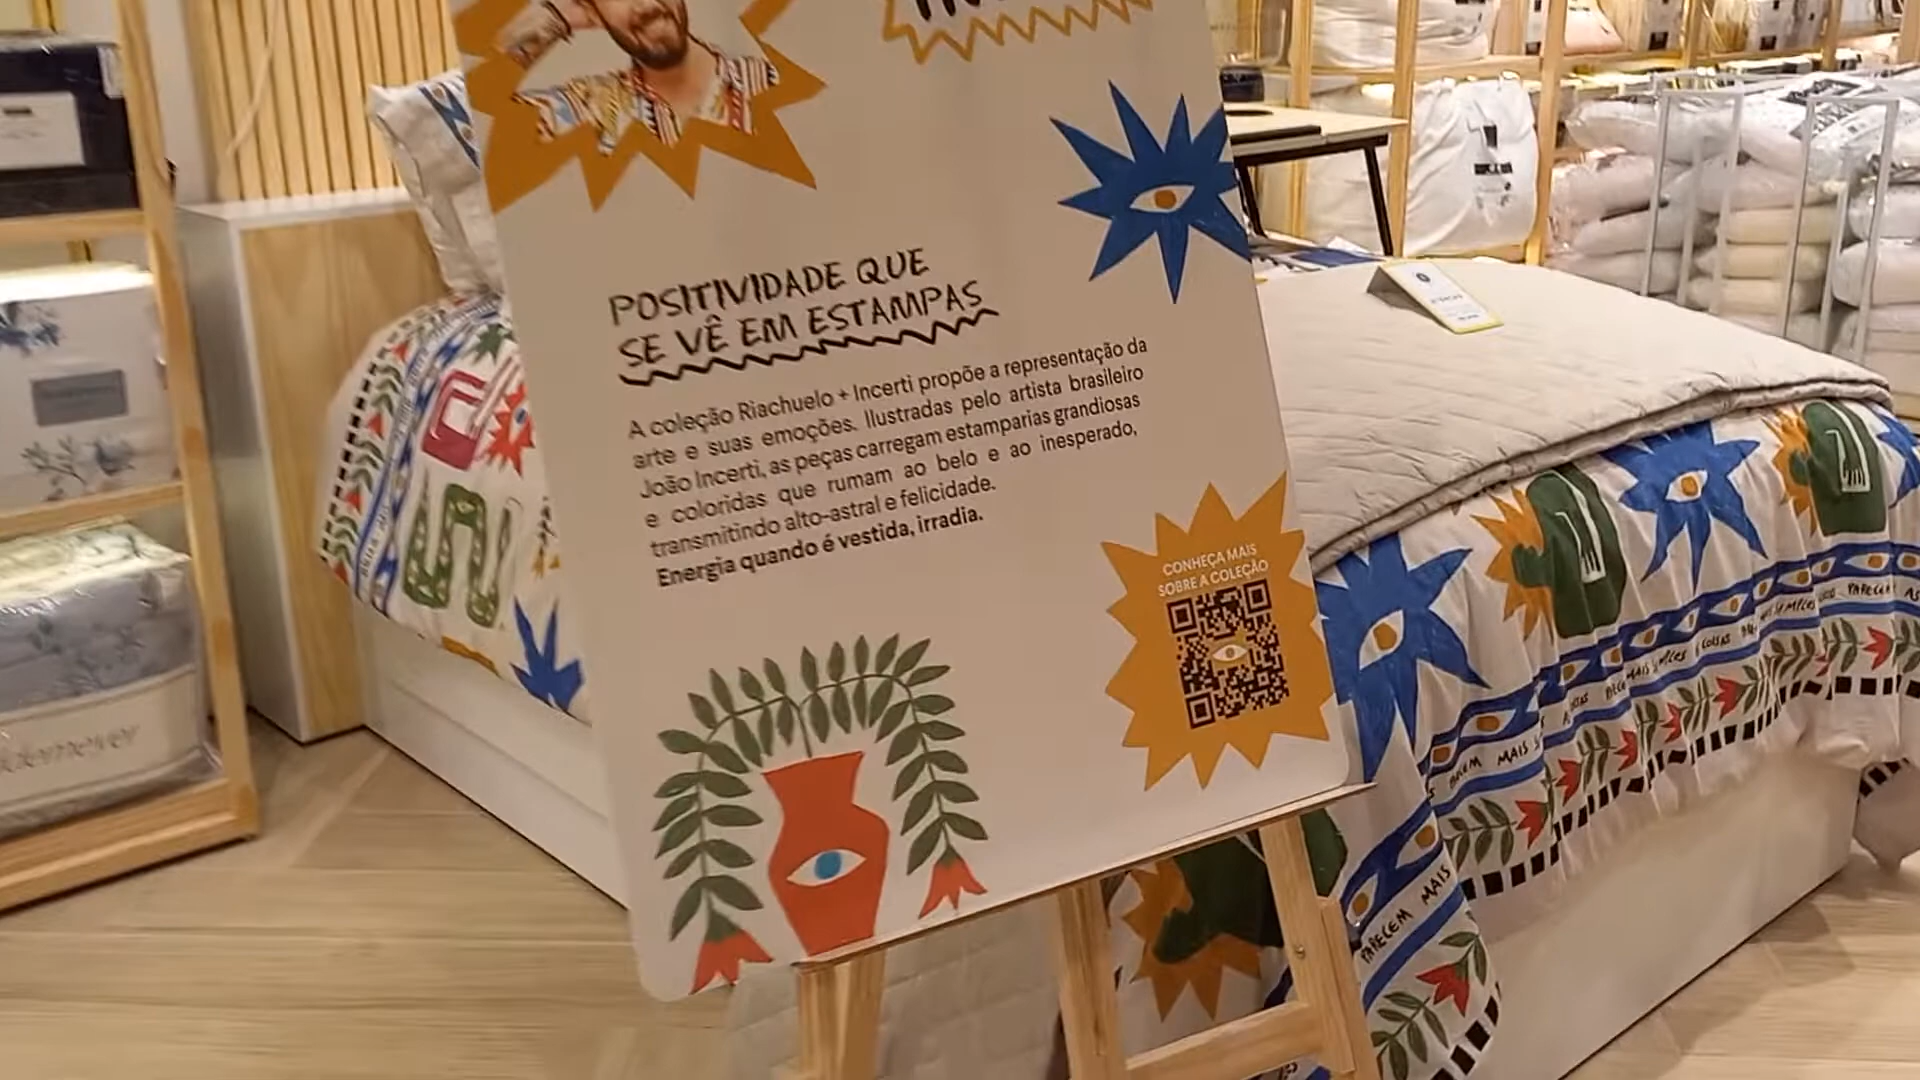 POSITIVIDADE QUE
SE VÊ EM ESTAMPAS
A coleção Riachuelo + Incerti propõe a representação da
arte e suas emoções. Ilustradas pelo artista brasileiro
João Incerti, as peças carregam estamparias grandiosas
e coloridas que rumam ao belo e ao inesperado,
transmitindo alto-astral e felicidade.
Energia quando é vestida, irradia.
CONHEÇA MAIS
SOBRE A COLEÇÃO
PARECEM MAIS